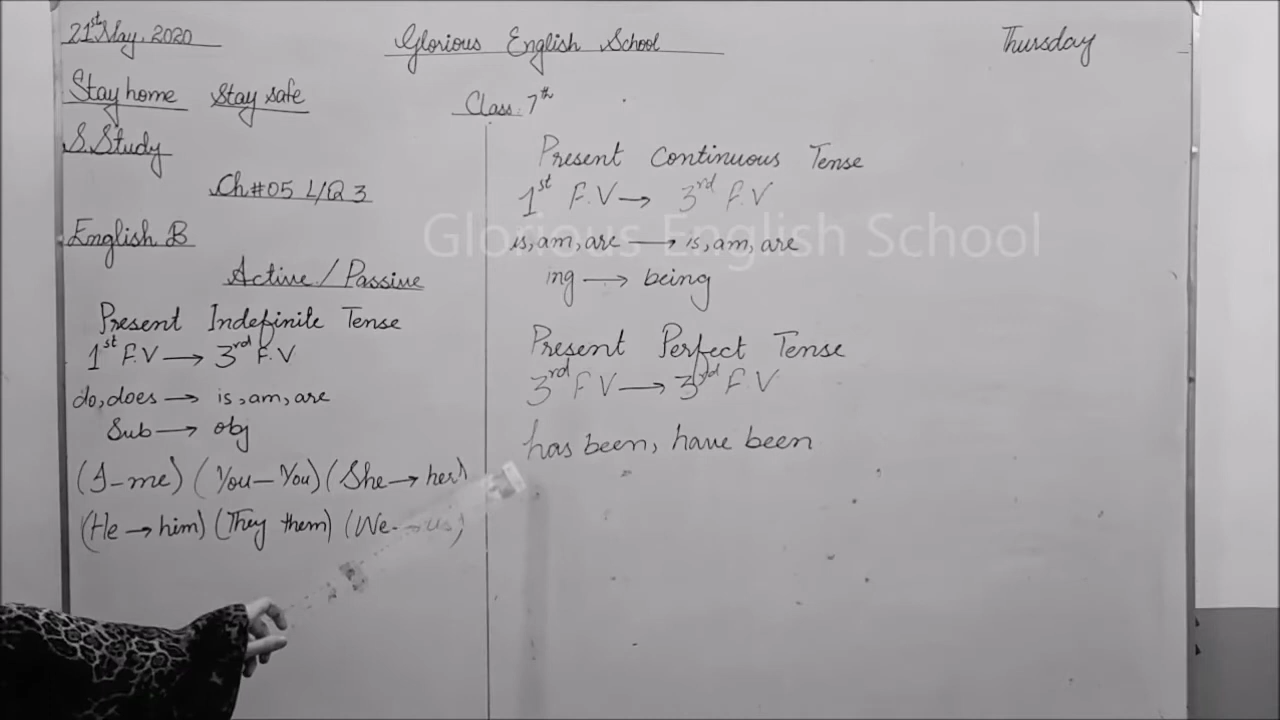 21st May, 2020
Glorious English School
Thursday
Stay home Stay safe
Class: 7th
S.Study
Ch#05 L/Q 3
English B
Active / Passive
Present Indefinite Tense
1st F.V → 3rd F.V
do, does → is, am, are
Sub → obj
(I – me) (You – You) (She → her)
(He → him) (They them) (We → us)
Present Continuous Tense
1st F.V → 3rd F.V
is, am, are → is, am, are
ing → being
Present Perfect Tense
3rd F.V → 3rd F.V
has been, have been
Glorious English School